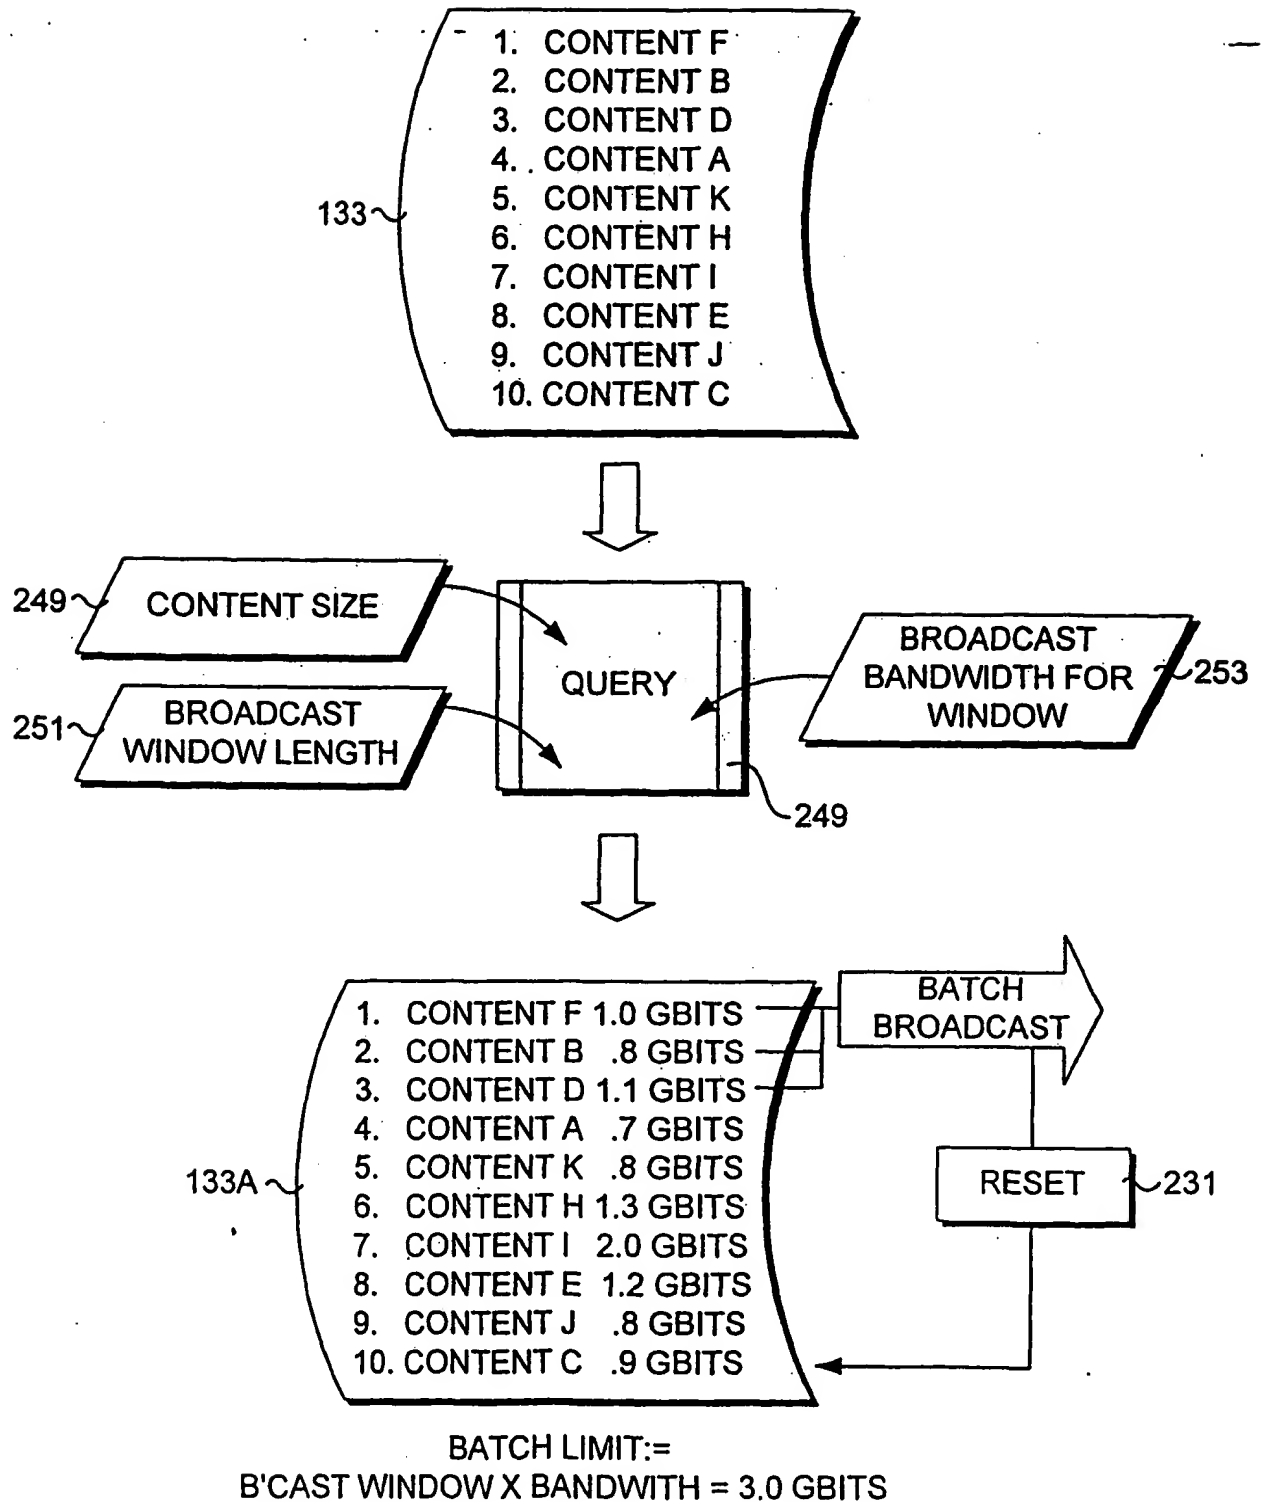 1. CONTENT F
2. CONTENT B
3. CONTENT D
4. CONTENT A
5. CONTENT K
6. CONTENT H
7. CONTENT I
8. CONTENT E
9. CONTENT J
10. CONTENT C
133
249
CONTENT SIZE
251
BROADCAST
WINDOW LENGTH
QUERY
249
BROADCAST
BANDWIDTH FOR
WINDOW
253
1. CONTENT F 1.0 GBITS
2. CONTENT B .8 GBITS
3. CONTENT D 1.1 GBITS
4. CONTENT A .7 GBITS
5. CONTENT K .8 GBITS
6. CONTENT H 1.3 GBITS
7. CONTENT I 2.0 GBITS
8. CONTENT E 1.2 GBITS
9. CONTENT J .8 GBITS
10. CONTENT C .9 GBITS
133A
BATCH
BROADCAST
RESET
231
BATCH LIMIT:=
B'CAST WINDOW X BANDWITH = 3.0 GBITS